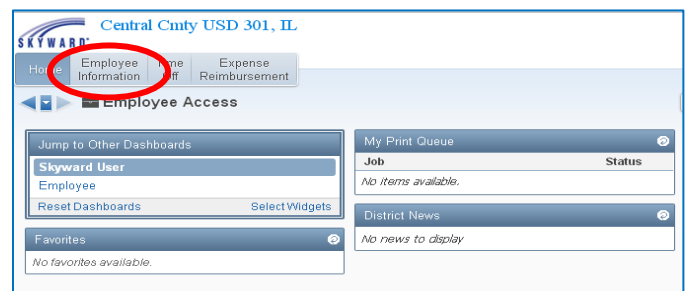 Central Cmty USD 301, IL
SKYWARD
Home
Employee Information
Time Off
Expense Reimbursement
Employee Access
Jump to Other Dashboards
Skyward User
Employee
Reset Dashboards Select Widgets
Favorites
No favorites available.
My Print Queue
Job Status
No items available.
District News
No news to display